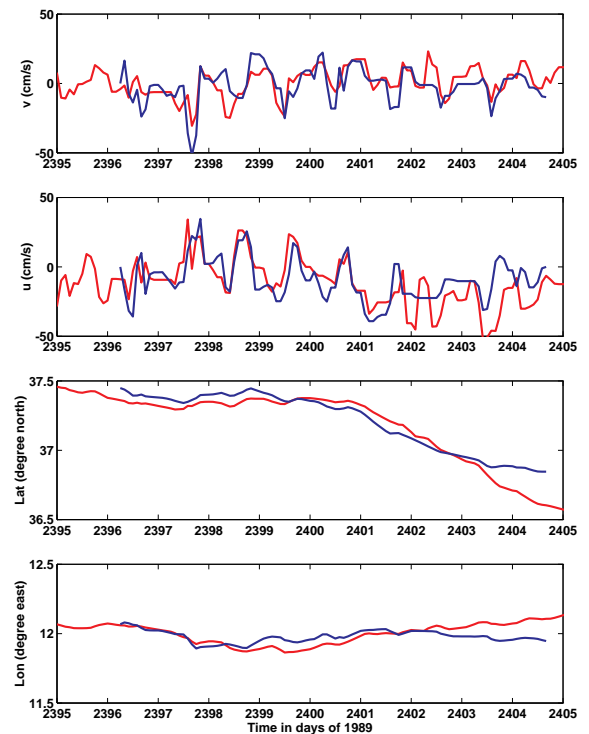 50
0
-50
v (cm/s)
2395 2396 2397 2398 2399 2400 2401 2402 2403 2404 2405
50
0
-50
u (cm/s)
2395 2396 2397 2398 2399 2400 2401 2402 2403 2404 2405
37.5
37
36.5
Lat (degree north)
2395 2396 2397 2398 2399 2400 2401 2402 2403 2404 2405
12.5
12
11.5
Lon (degree east)
2395 2396 2397 2398 2399 2400 2401 2402 2403 2404 2405
Time in days of 1989